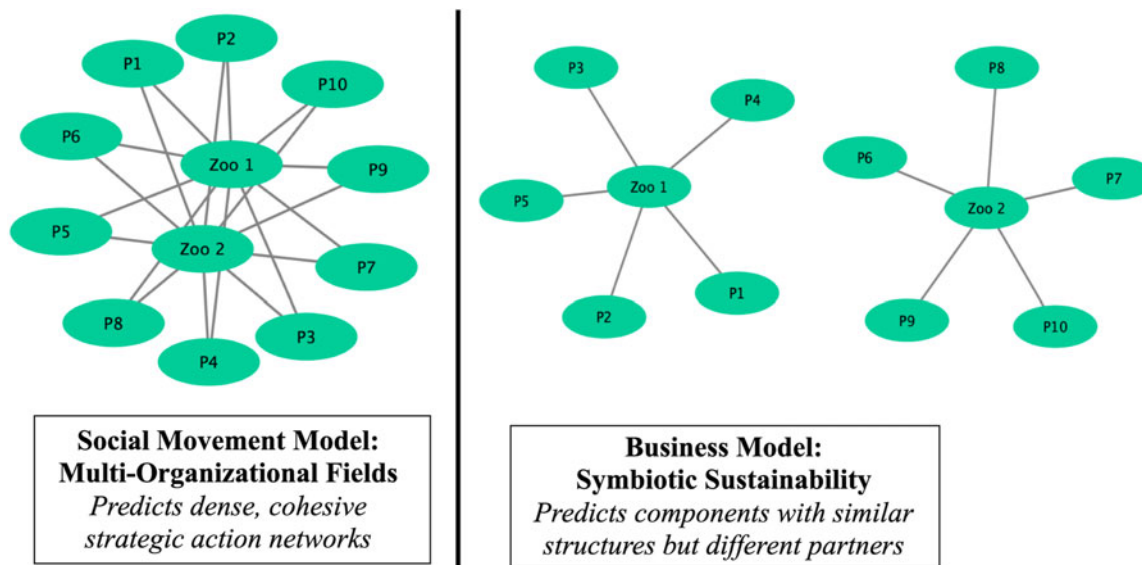 P2
P1
P10
P6
Zoo 1
P9
P5
Zoo 2
P7
P8
P3
P4
Social Movement Model:
Multi-Organizational Fields
Predicts dense, cohesive
strategic action networks
P3
P4
Zoo 1
P5
P1
P2
P8
P6
P7
Zoo 2
P9
P10
Business Model:
Symbiotic Sustainability
Predicts components with similar
structures but different partners